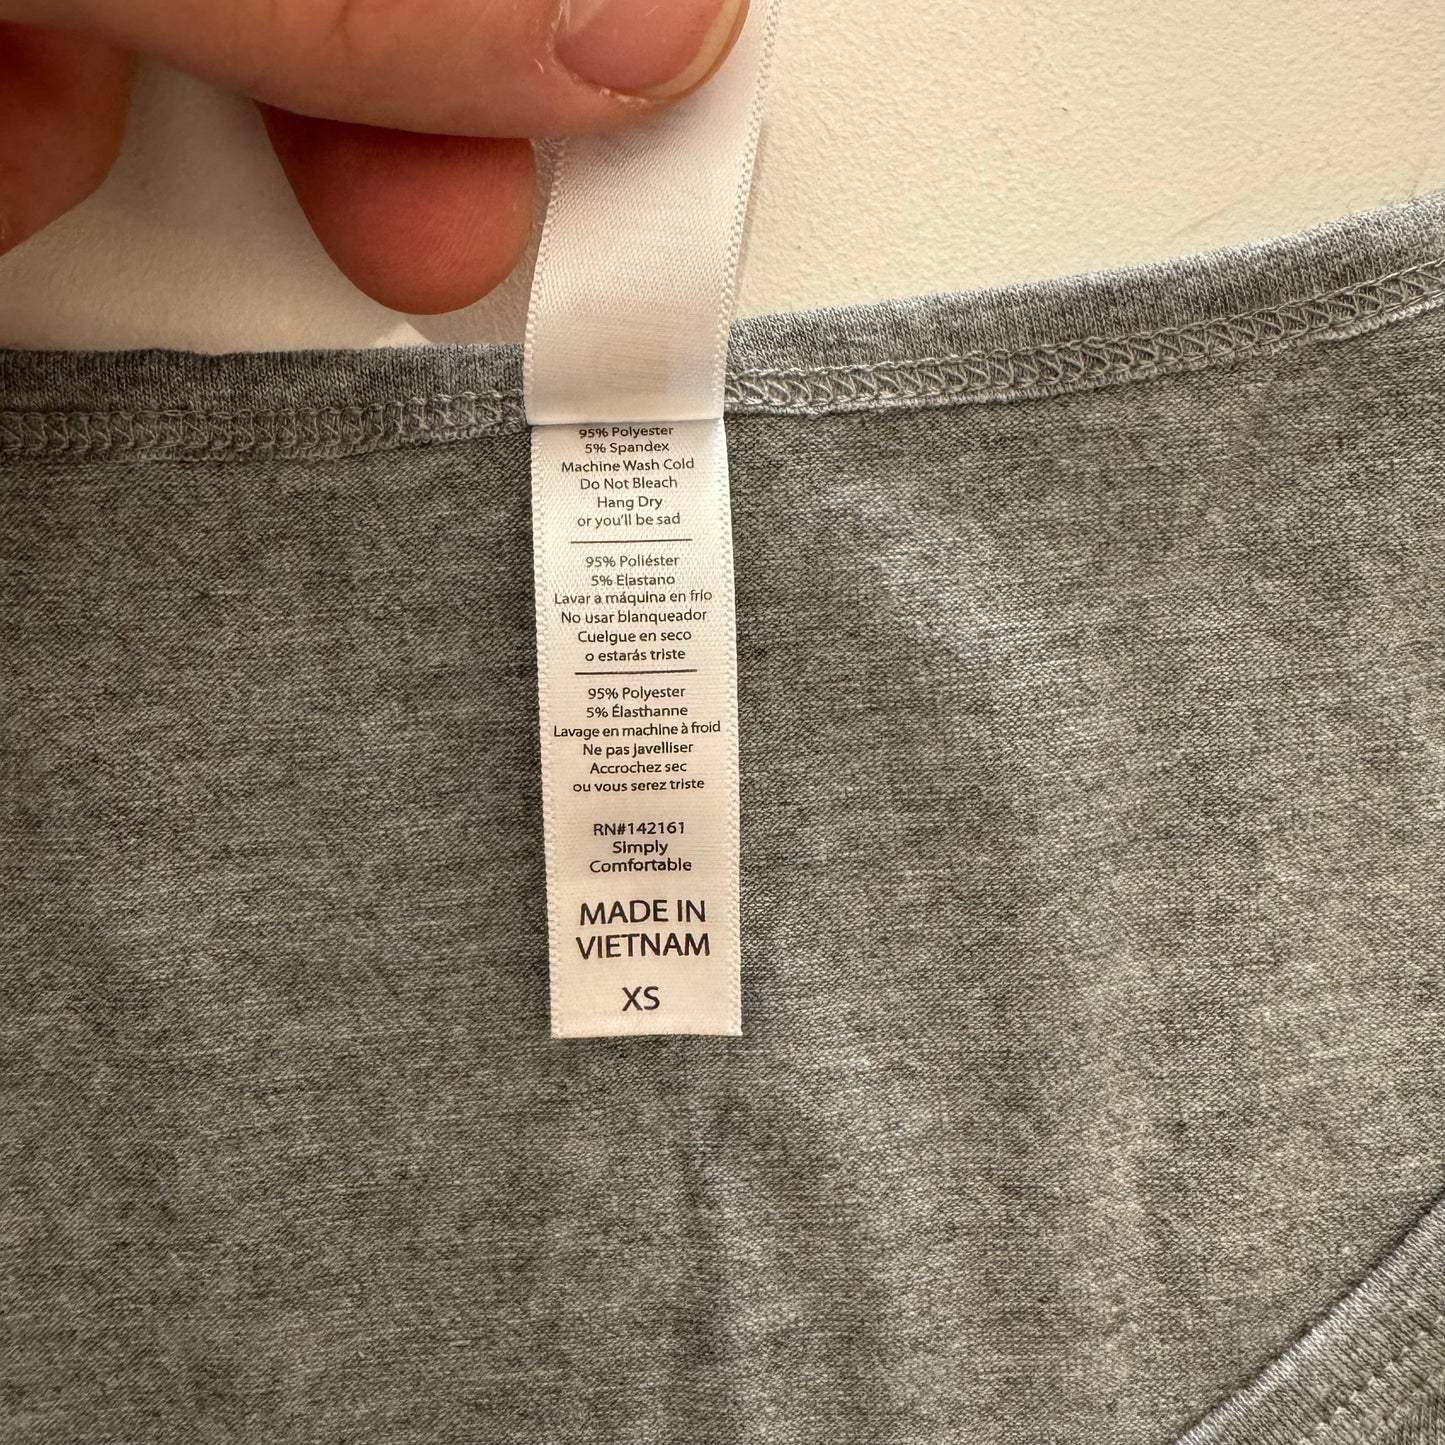 95% Polyester
5% Spandex
Machine Wash Cold
Do Not Bleach
Hang Dry
or you'll be sad
95% Poliéster
5% Elastano
Lavar a máquina en frío
No usar blanqueador
Cuelgue en seco
o estarás triste
95% Polyester
5% Élasthanne
Lavage en machine à froid
Ne pas javelliser
Accrochez sec
ou vous serez triste
RN#142161
Simply
Comfortable
MADE IN
VIETNAM
XS